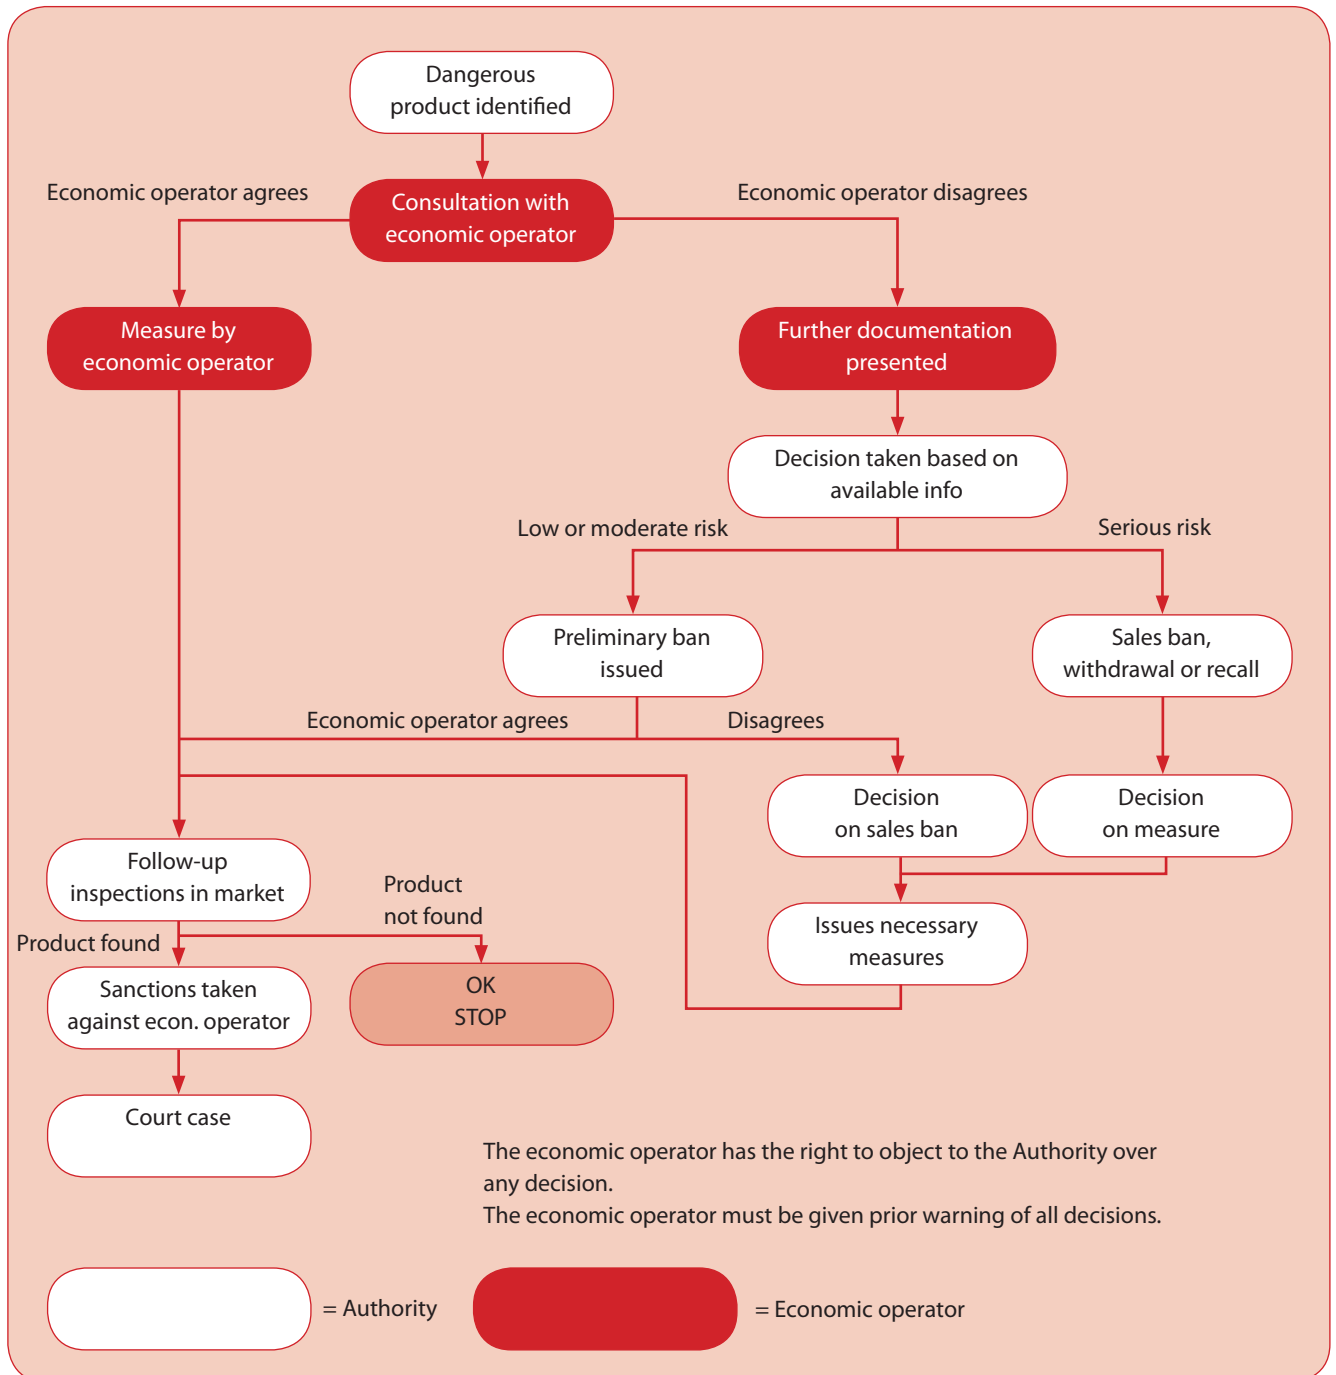 Dangerous
product identified
Economic operator agrees
Consultation with
economic operator
Economic operator disagrees
Measure by
economic operator
Further documentation
presented
Decision taken based on
available info
Low or moderate risk
Serious risk
Preliminary ban
issued
Sales ban,
withdrawal or recall
Economic operator agrees
Disagrees
Decision
on sales ban
Decision
on measure
Follow-up
inspections in market
Product
not found
Issues necessary
measures
Product found
Sanctions taken
against econ. operator
OK
STOP
Court case
The economic operator has the right to object to the Authority over
any decision.
The economic operator must be given prior warning of all decisions.
= Authority
= Economic operator